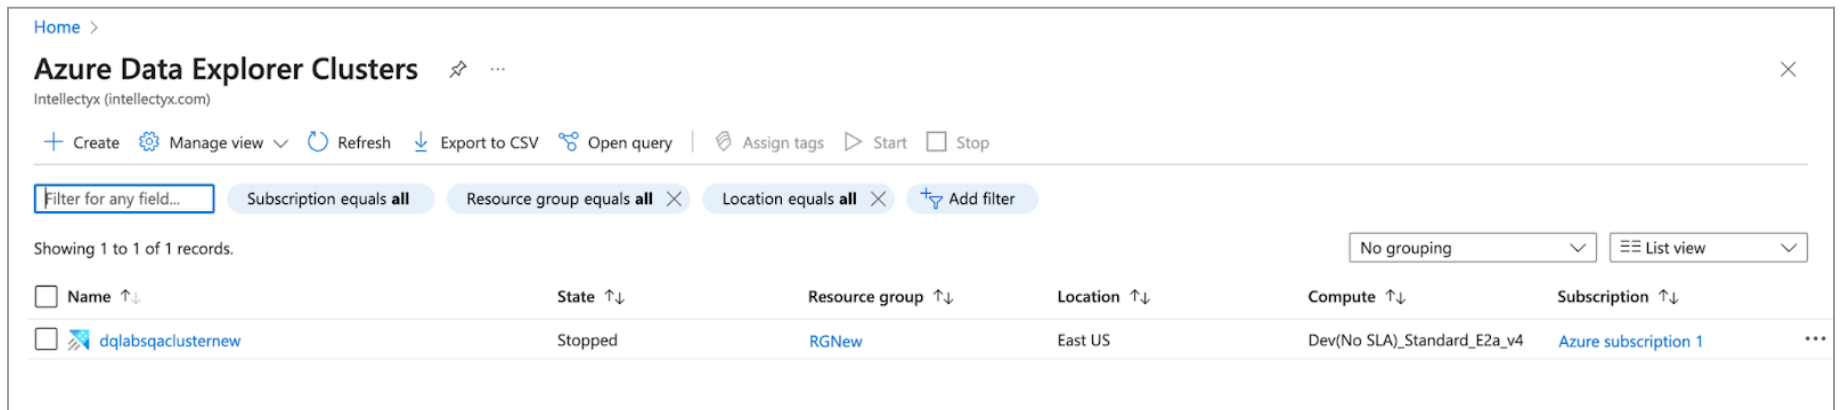 Home >
Azure Data Explorer Clusters ...
Intellectyx (intellectyx.com)
Create Manage view Refresh Export to CSV Open query Assign tags Start Stop
Filter for any field... Subscription equals all Resource group equals all Location equals all Add filter
Showing 1 to 1 of 1 records. No grouping List view
Name State Resource group Location Compute Subscription
dqlabsqaclusternew Stopped RGNew East US Dev(No SLA)_Standard_E2a_v4 Azure subscription 1 ...